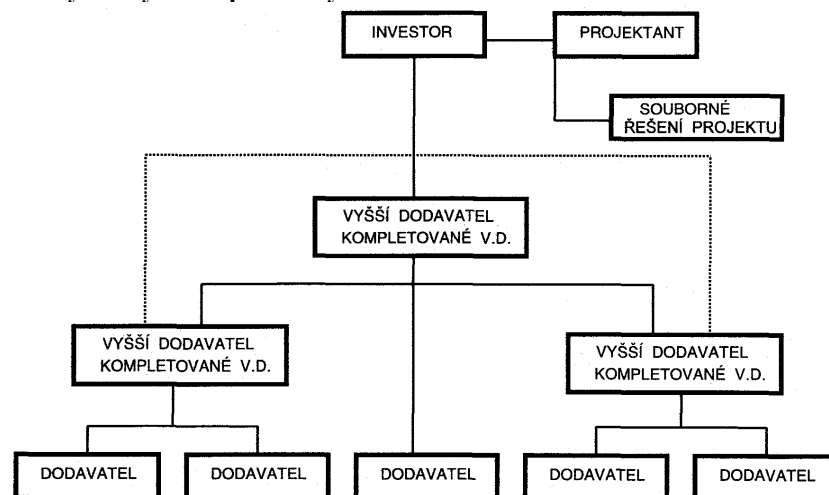 INVESTOR
PROJEKTANT
SOUBORNÉ
ŘEŠENÍ PROJEKTU
VYŠŠÍ DODAVATEL
KOMPLETOVANÉ V.D.
VYŠŠÍ DODAVATEL
KOMPLETOVANÉ V.D.
VYŠŠÍ DODAVATEL
KOMPLETOVANÉ V.D.
DODAVATEL
DODAVATEL
DODAVATEL
DODAVATEL
DODAVATEL